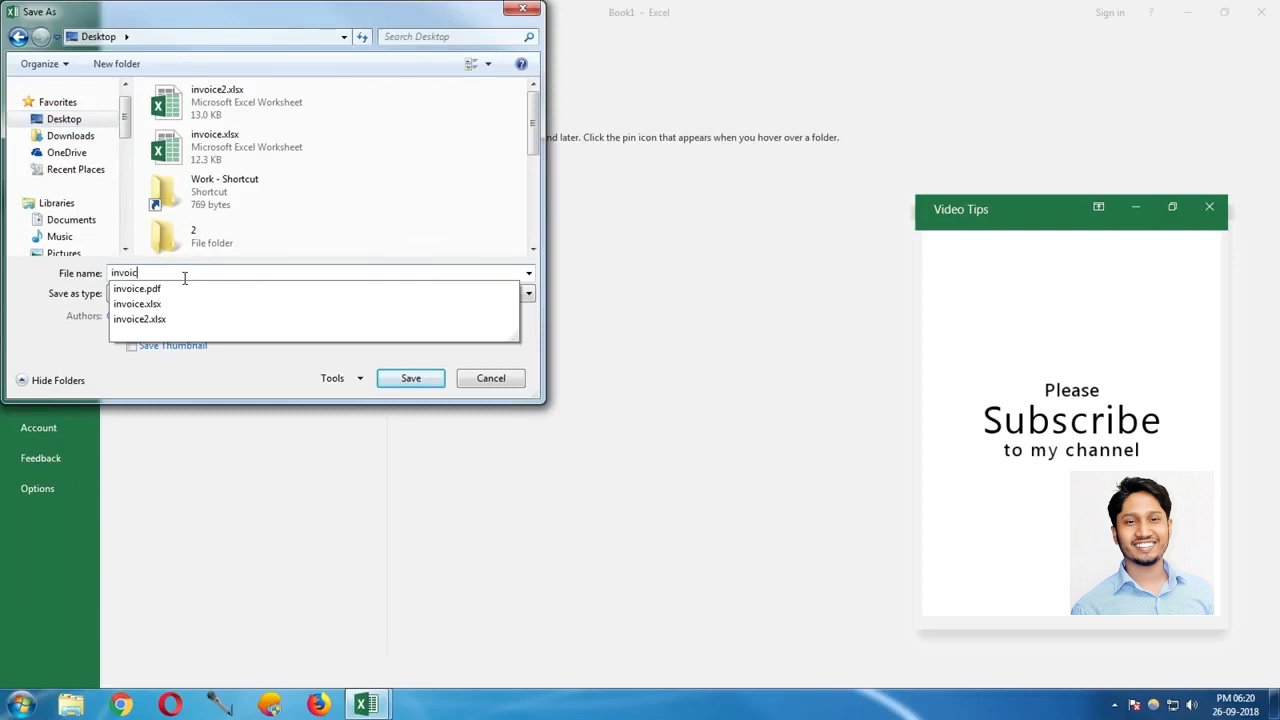 Save As
Book1 - Excel
Sign in
?
Desktop
Search Desktop
Organize
New folder
?
Favorites
Desktop
Downloads
OneDrive
Recent Places
Libraries
Documents
Music
Pictures
invoice2.xlsx
Microsoft Excel Worksheet
13.0 KB
invoice.xlsx
Microsoft Excel Worksheet
12.3 KB
Work - Shortcut
Shortcut
769 bytes
2
File folder
nd later. Click the pin icon that appears when you hover over a folder.
File name: invoic
invoice.pdf
invoice.xlsx
invoice2.xlsx
Save as type:
Authors:
Save Thumbnail
Hide Folders
Tools
Save
Cancel
Account
Feedback
Options
Video Tips
Please
Subscribe
to my channel
PM 06:20
26-09-2018